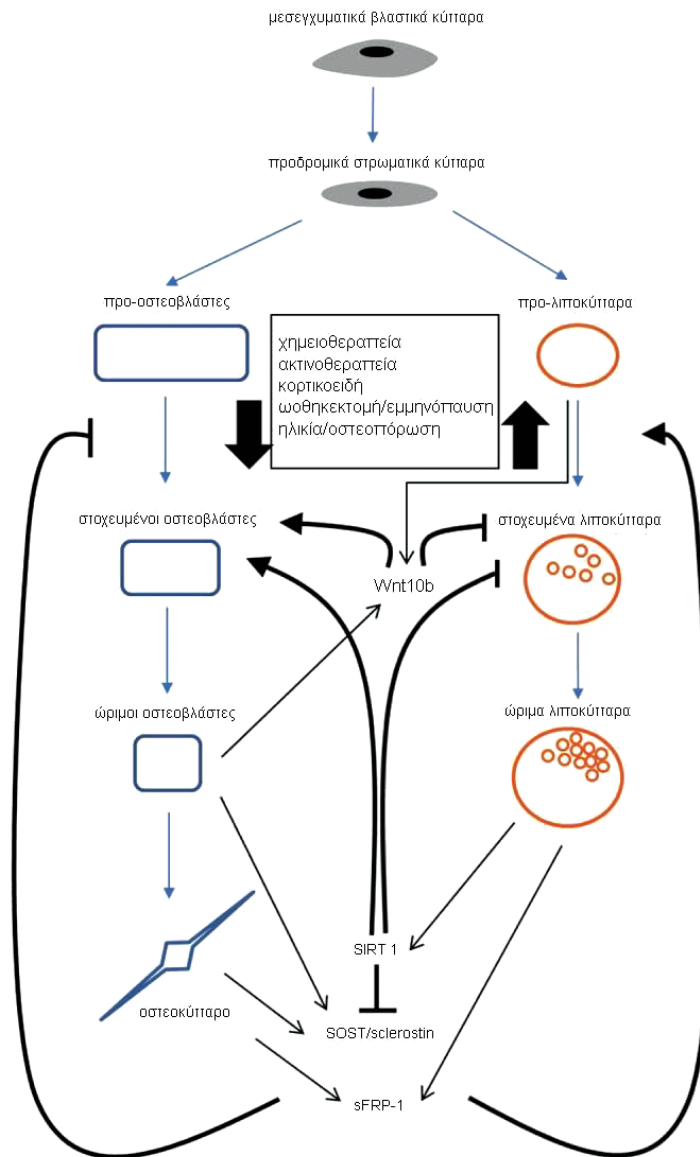 μεσεγχυματικά βλαστικά κύτταρα
προδρομικά στρωματικά κύτταρα
προ-οστεοβλάστες
προ-λιποκύτταρα
χημειοθεραπεία
ακτινοθεραπεία
κορτικοειδή
ωοθηκεκτομή/εμμηνόπαυση
ηλικία/οστεοπόρωση
στοχευμένοι οστεοβλάστες
στοχευμένα λιποκύτταρα
Wnt10b
ώριμοι οστεοβλάστες
ώριμα λιποκύτταρα
SIRT 1
οστεοκύτταρο
SOST/sclerostin
sFRP-1